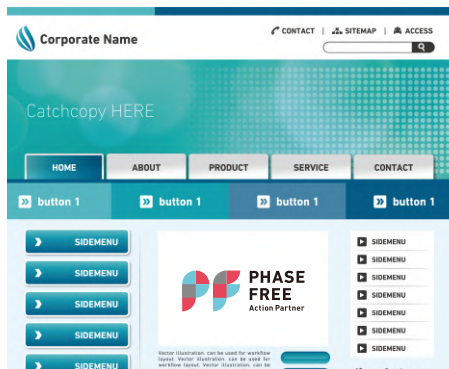 CONTACT | SITEMAP | ACCESS
Corporate Name
Catchcopy HERE
HOME ABOUT PRODUCT SERVICE CONTACT
button 1 button 1 button 1 button 1
SIDEMENU
SIDEMENU
SIDEMENU
SIDEMENU
SIDEMENU
PHASE
FREE
Action Partner
Vector illustration, can be used for workflow
layout. Vector illustration, can be used for
workflow layout. Vector illustration, can be
SIDEMENU
SIDEMENU
SIDEMENU
SIDEMENU
SIDEMENU
SIDEMENU
SIDEMENU